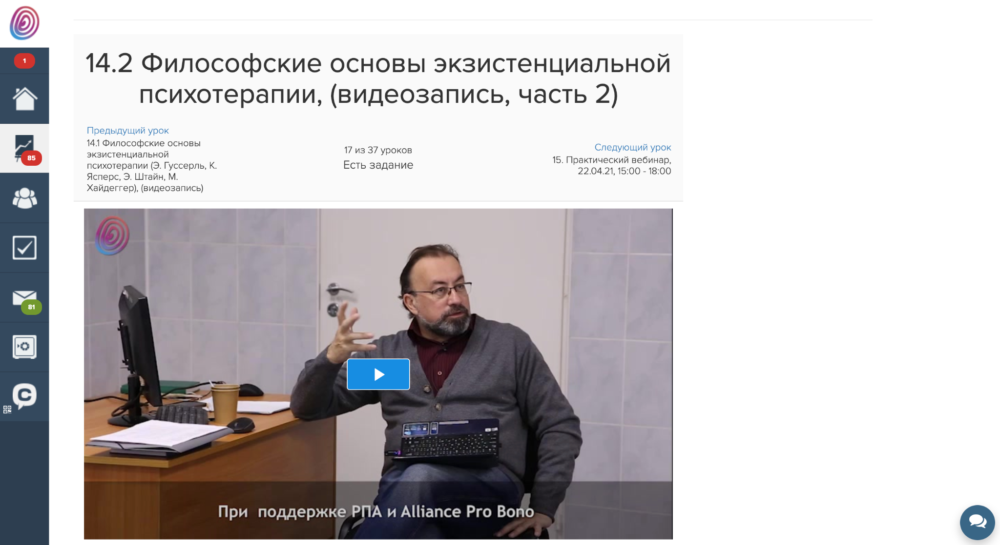 1
85
81
14.2 Философские основы экзистенциальной
психотерапии, (видеозапись, часть 2)
Предыдущий урок
14.1 Философские основы
экзистенциальной
психотерапии (Э. Гуссерль, К.
Ясперс, Э. Штайн, М.
Хайдеггер), (видеозапись)
17 из 37 уроков
Есть задание
Следующий урок
15. Практический вебинар,
22.04.21, 15:00 - 18:00
При поддержке РПА и Alliance Pro Bono